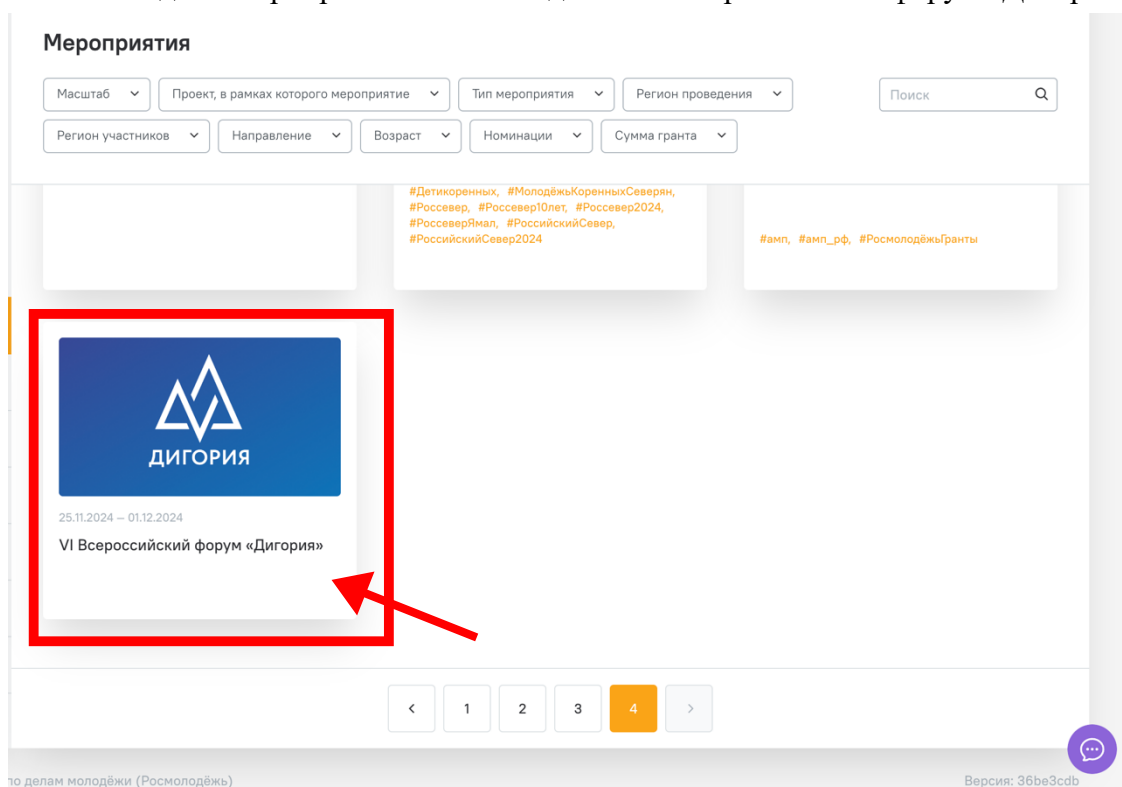 Мероприятия
Масштаб
Проект, в рамках которого мероприятие
Тип мероприятия
Регион проведения
Поиск
Регион участников
Направление
Возраст
Номинации
Сумма гранта
#Детикоренных, #МолодёжьКоренныхСеверян,
#Россевер, #Россевер10лет, #Россевер2024,
#РоссеверЯмал, #РоссийскийСевер,
#РоссийскийСевер2024
#амп, #амп_рф, #РосмолодёжьГранты
ДИГОРИЯ
25.11.2024 – 01.12.2024
VI Всероссийский форум «Дигория»
1 2 3 4
по делам молодёжи (Росмолодёжь)
Версия: 36be3cdb